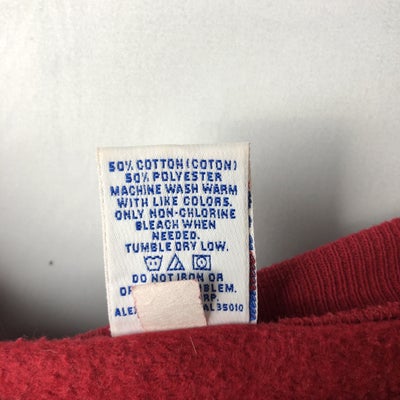 50% COTTON (COTON)
50% POLYESTER
MACHINE WASH WARM
WITH LIKE COLORS.
ONLY NON-CHLORINE
BLEACH WHEN
NEEDED.
TUMBLE DRY LOW.
DO NOT IRON OR
AL 35010